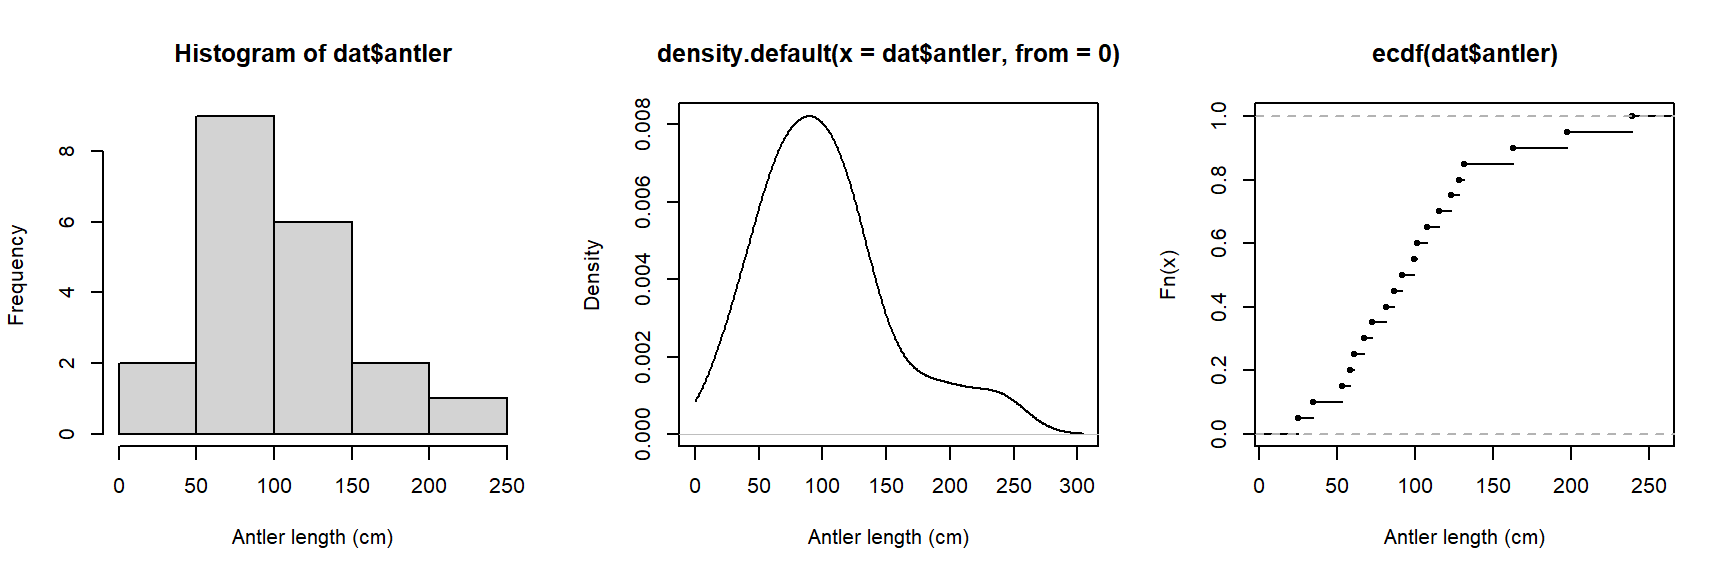 Histogram of dat$antler
Frequency
8
6
4
2
0
0 50 100 150 200 250
Antler length (cm)
density.default(x = dat$antler, from = 0)
Density
0.008
0.006
0.004
0.002
0.000
0 50 100 150 200 250 300
Antler length (cm)
ecdf(dat$antler)
Fn(x)
1.0
0.8
0.6
0.4
0.2
0.0
0 50 100 150 200 250
Antler length (cm)